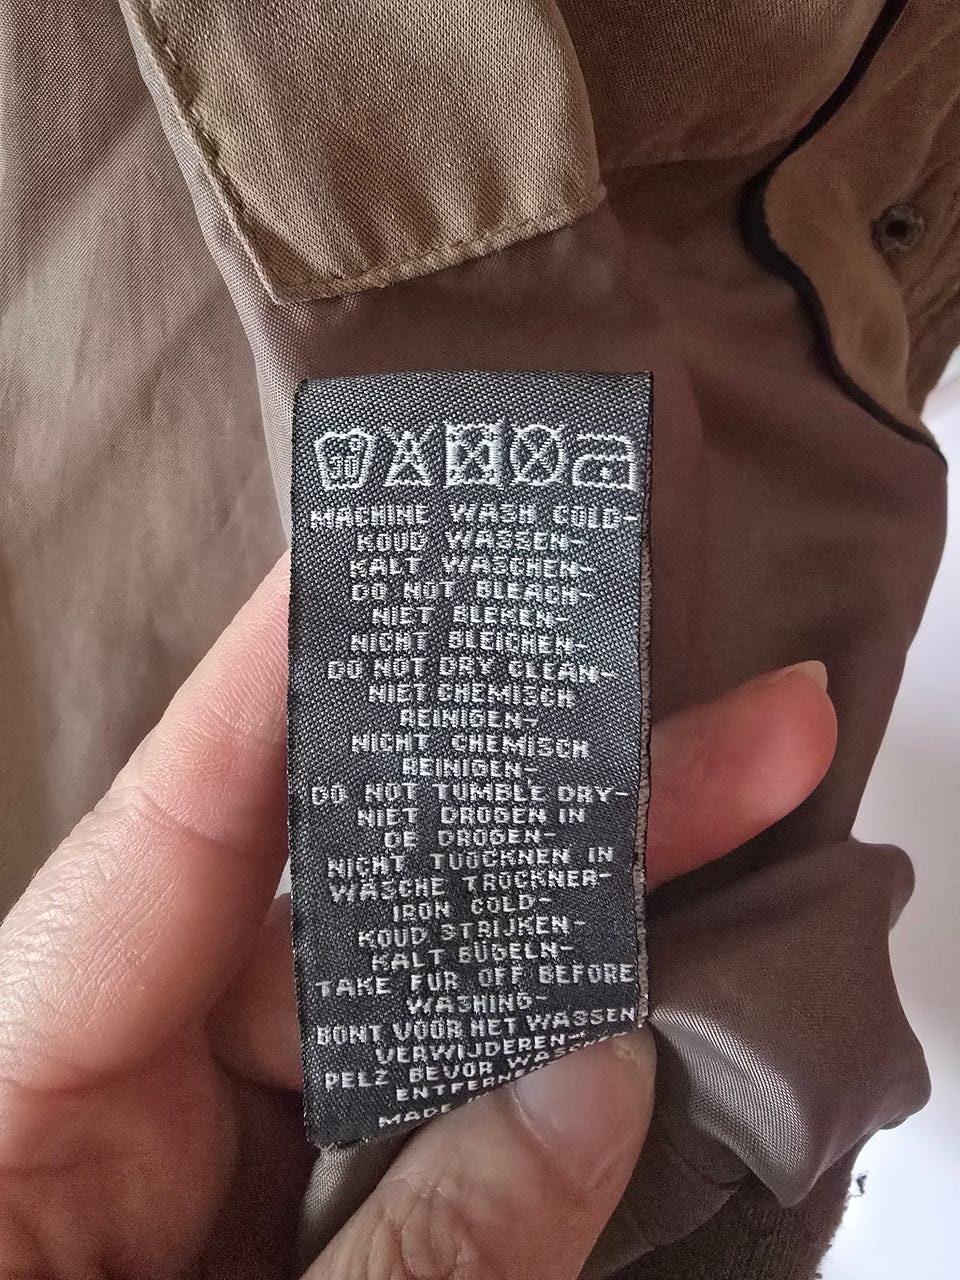 30
MACHINE WASH COLD-
KOUD WASSEN-
KALT WASCHEN-
DO NOT BLEACH-
NIET BLEKEN-
NICHT BLEICHEN-
DO NOT DRY CLEAN-
NIET CHEMISCH
REINIGEN-
NICHT CHEMISCH
REINIGEN-
DO NOT TUMBLE DRY-
NIET DROGEN IN
DE DROGEN-
NICHT TUOCKNEN IN
WASCHE TROCKNER-
IRON COLD-
KOUD STRIJKEN-
KALT BÜGELN-
TAKE FUR OFF BEFORE
WASHING-
BONT VOOR HET WASSEN
VERWIJDEREN-
PELZ BEVOR
MADE